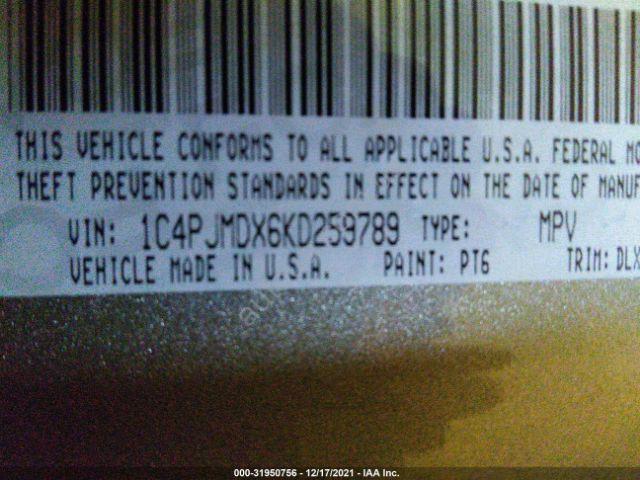 THIS VEHICLE CONFORMS TO ALL APPLICABLE U.S.A. FEDERAL MO
THEFT PREVENTION STANDARDS IN EFFECT ON THE DATE OF MANUF
VIN: 1C4PJMDX6KD259789 TYPE: MPV
VEHICLE MADE IN U.S.A. PAINT: PT6 TRIM: DLX
000-31950756 - 12/17/2021 - IAA Inc.